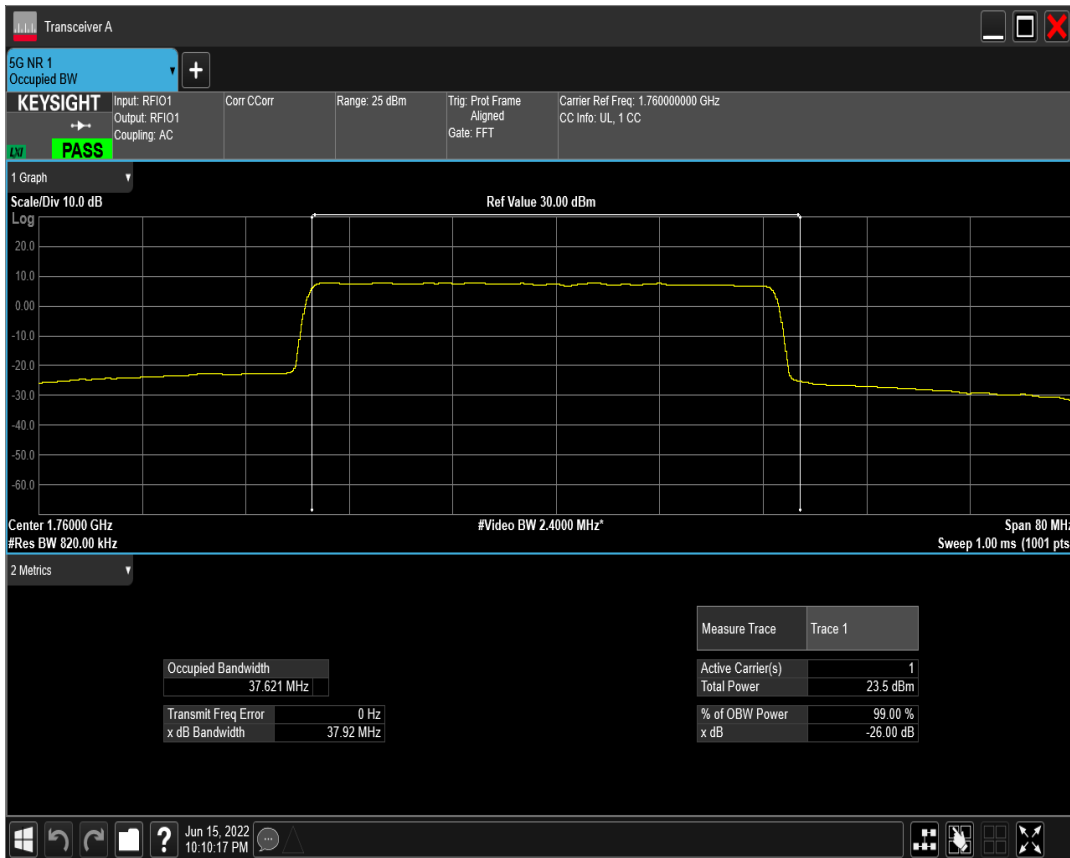 Transceiver A
5G NR 1
Occupied BW
KEYSIGHT
LXI
PASS
Input: RFIO1
Output: RFIO1
Coupling: AC
Corr CCorr
Range: 25 dBm
Trig: Prot Frame
Aligned
Gate: FFT
Carrier Ref Freq: 1.760000000 GHz
CC Info: UL, 1 CC
1 Graph
Scale/Div 10.0 dB
Ref Value 30.00 dBm
Log
20.0
10.0
0.00
-10.0
-20.0
-30.0
-40.0
-50.0
-60.0
Center 1.76000 GHz
#Video BW 2.4000 MHz*
Span 80 MHz
#Res BW 820.00 kHz
Sweep 1.00 ms (1001 pts
2 Metrics
Measure Trace Trace 1
Occupied Bandwidth
37.621 MHz
Active Carrier(s) 1
Total Power 23.5 dBm
Transmit Freq Error 0 Hz
x dB Bandwidth 37.92 MHz
% of OBW Power 99.00 %
x dB -26.00 dB
?
Jun 15, 2022
10:10:17 PM